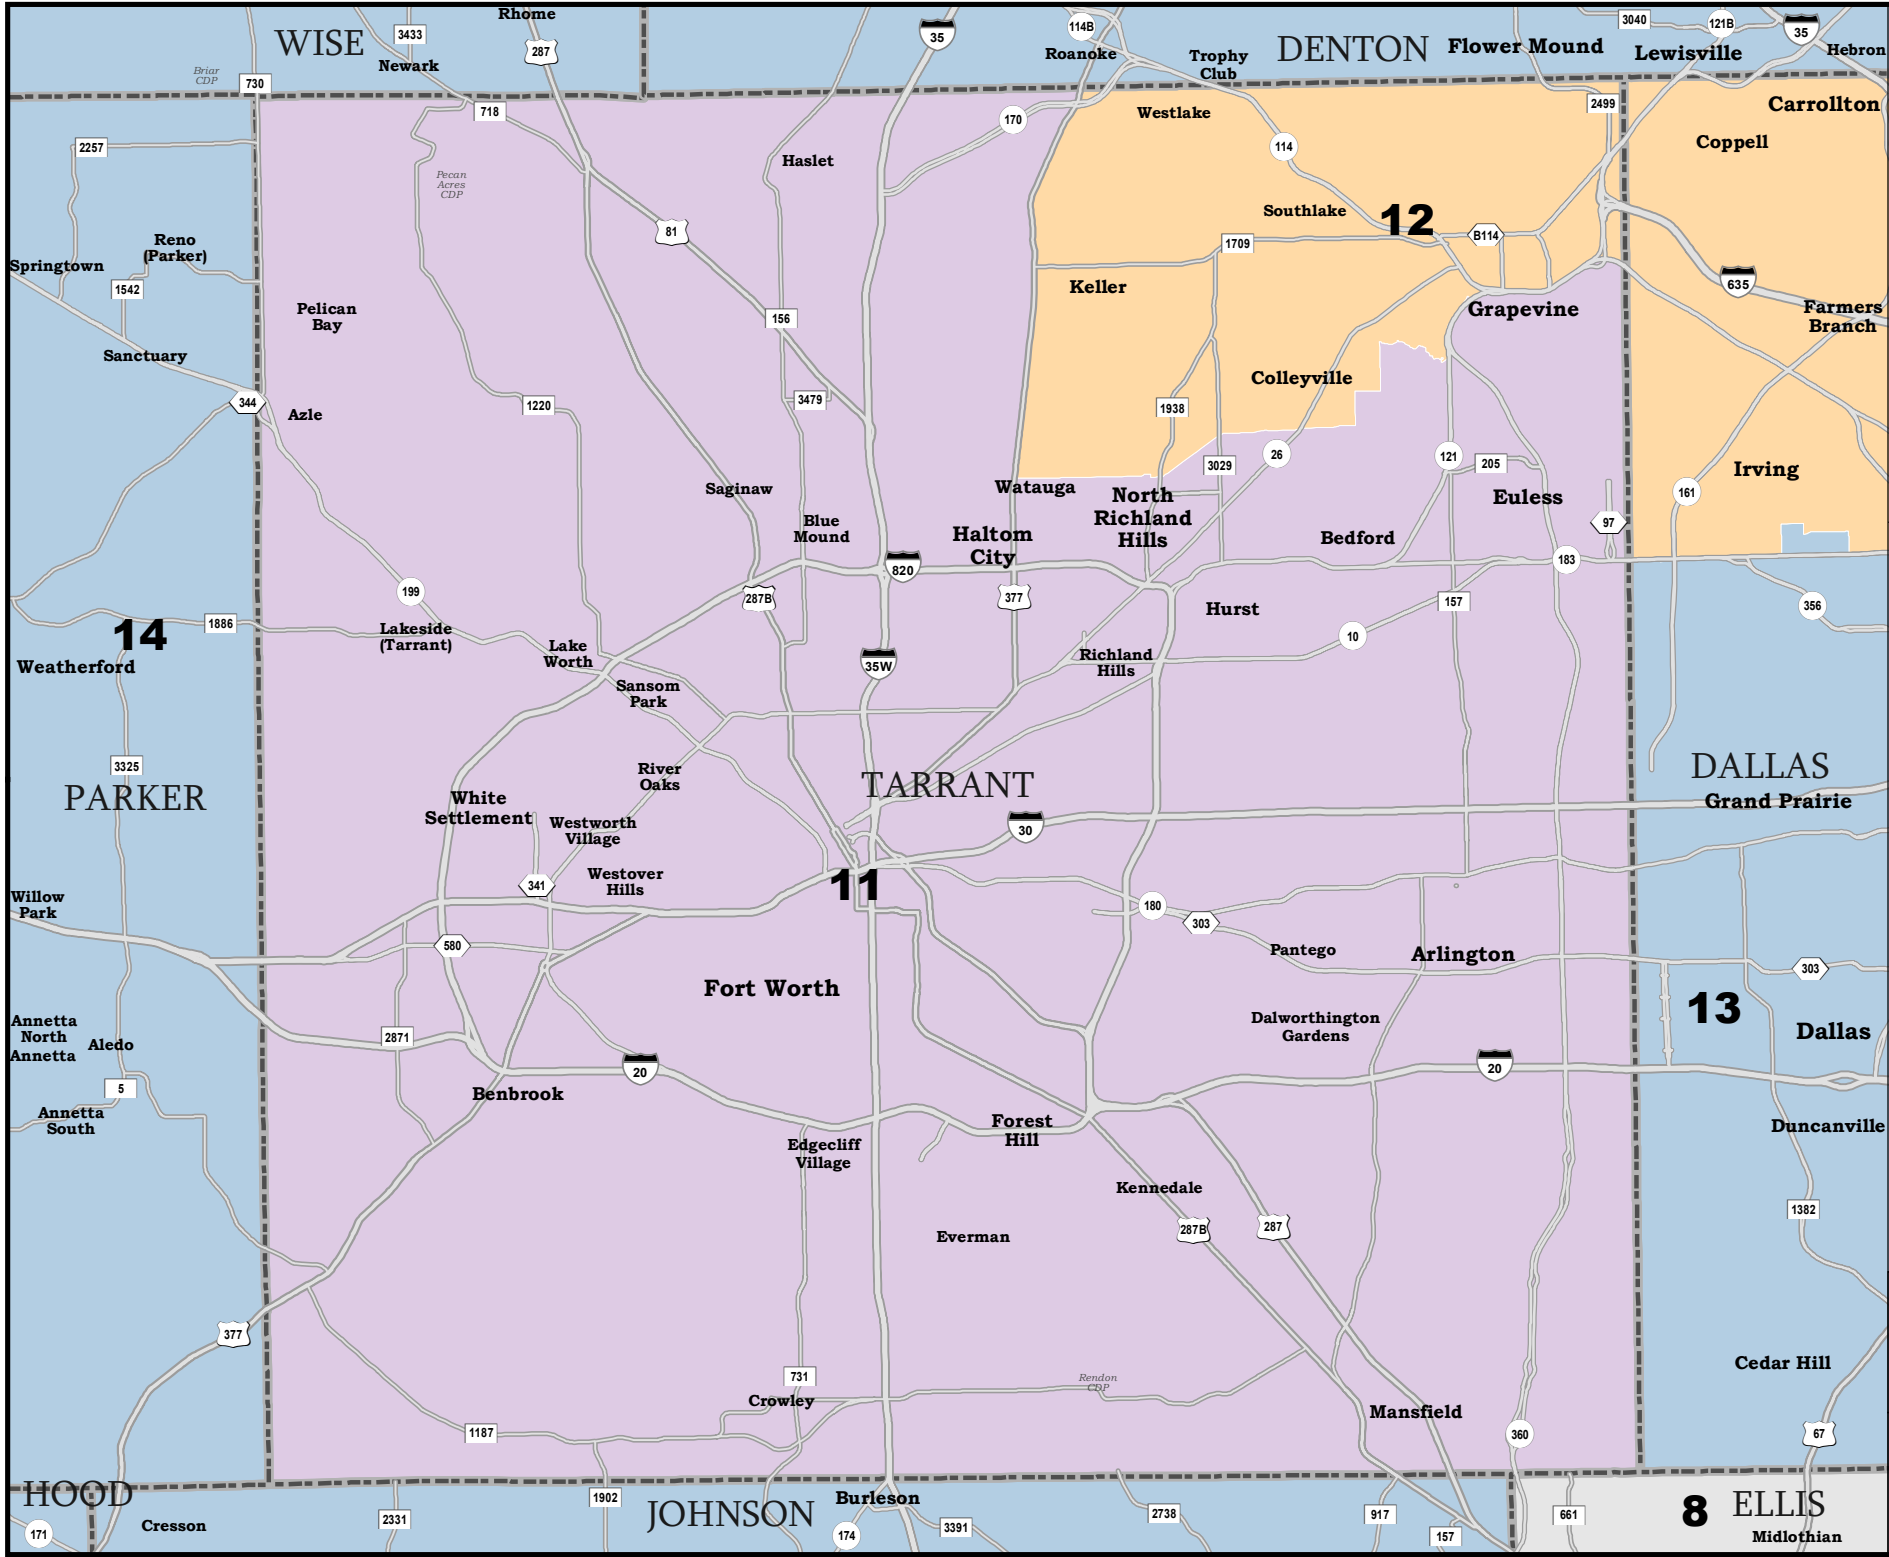 Rhome
WISE
3433
287
Newark
35
114B
Roanoke
Trophy
Club
DENTON
Flower Mound
3040
121B
Lewisville
35
Hebron
Briar
CDP
730
718
170
Westlake
2499
Carrollton
Coppell
2257
Haslet
114
Pecan
Acres
CDP
Southlake
12
B114
1709
81
Reno
(Parker)
Springtown
1542
Keller
635
Pelican
Bay
156
Grapevine
Farmers
Branch
Sanctuary
Colleyville
344
Azle
1220
3479
1938
26
3029
121
205
Irving
161
Saginaw
Watauga
North
Richland
Hills
Euless
Blue
Mound
Haltom
City
Bedford
97
820
183
199
287B
377
Hurst
157
356
14
1886
Lakeside
(Tarrant)
Lake
Worth
10
Weatherford
35W
Richland
Hills
Sansom
Park
3325
River
Oaks
TARRANT
DALLAS
PARKER
White
Settlement
Grand Prairie
Westworth
Village
30
341
Westover
Hills
11
Willow
Park
180
303
580
Pantego
Arlington
303
Fort Worth
13
Annetta
North
Annetta
Aledo
2871
Dalworthington
Gardens
Dallas
20
20
5
Benbrook
Annetta
South
Forest
Hill
Duncanville
Edgecliff
Village
Kennedale
1382
Everman
287B
287
377
Cedar Hill
731
Rendon
CDP
Crowley
Mansfield
1187
360
67
HOOD
1902
JOHNSON
Burleson
8
ELLIS
171
Cresson
2331
174
3391
2738
917
157
661
Midlothian